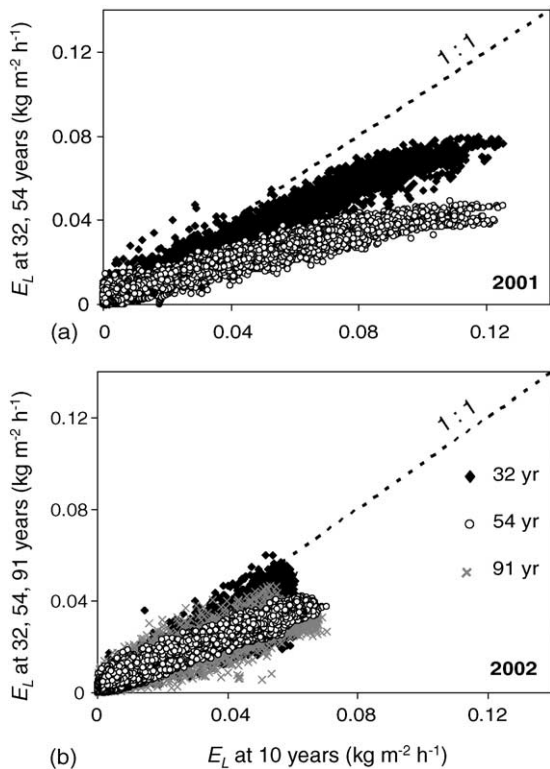 0.12
0.08
0.04
0
1 : 1
2001
E_L at 32, 54 years (kg m⁻² h⁻¹)
(a)
0 0.04 0.08 0.12
0.12
0.08
0.04
0
1 : 1
32 yr
54 yr
91 yr
2002
E_L at 32, 54, 91 years (kg m⁻² h⁻¹)
0 0.04 0.08 0.12
(b) E_L at 10 years (kg m⁻² h⁻¹)